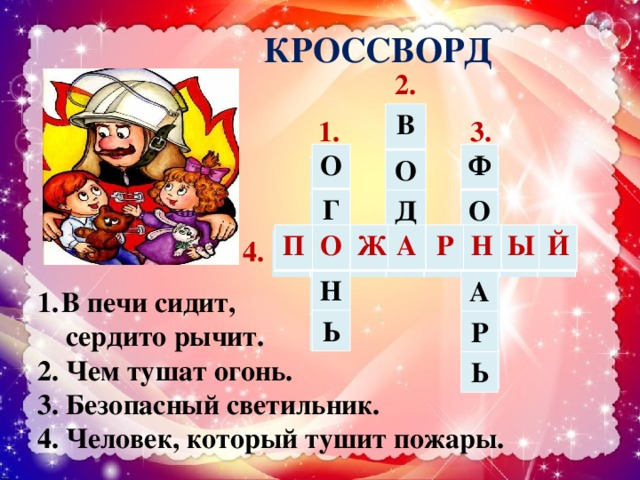 КРОССВОРД
2.
В
1. 3.
О О Ф
Г Д О
4. П О Ж А Р Н Ы Й
Н А
Ь Р
Ь
1. В печи сидит,
сердито рычит.
2. Чем тушат огонь.
3. Безопасный светильник.
4. Человек, который тушит пожары.